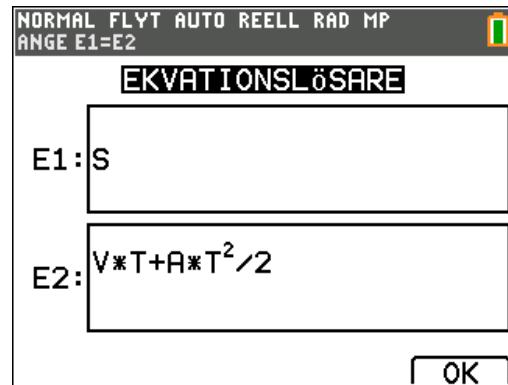 NORMAL FLYT AUTO REELL RAD MP
ANGE E1=E2
EKVATIONSLöSARE
E1:S
E2:V*T+A*T²/2
OK